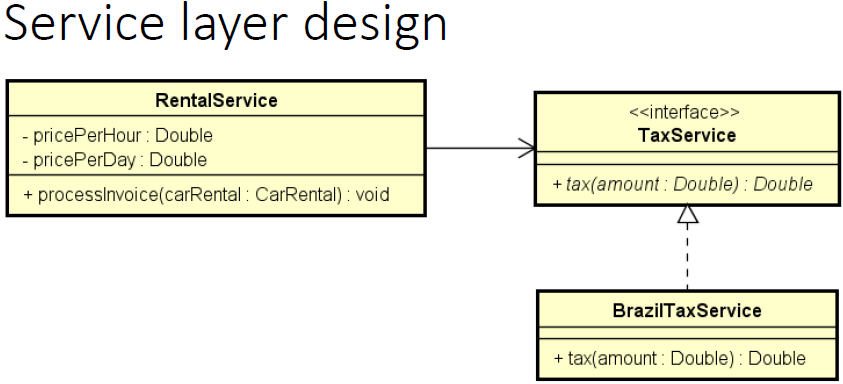 Service layer design
RentalService
- pricePerHour : Double
- pricePerDay : Double
+ processInvoice(carRental : CarRental) : void
<<interface>>
TaxService
+ tax(amount : Double) : Double
BrazilTaxService
+ tax(amount : Double) : Double